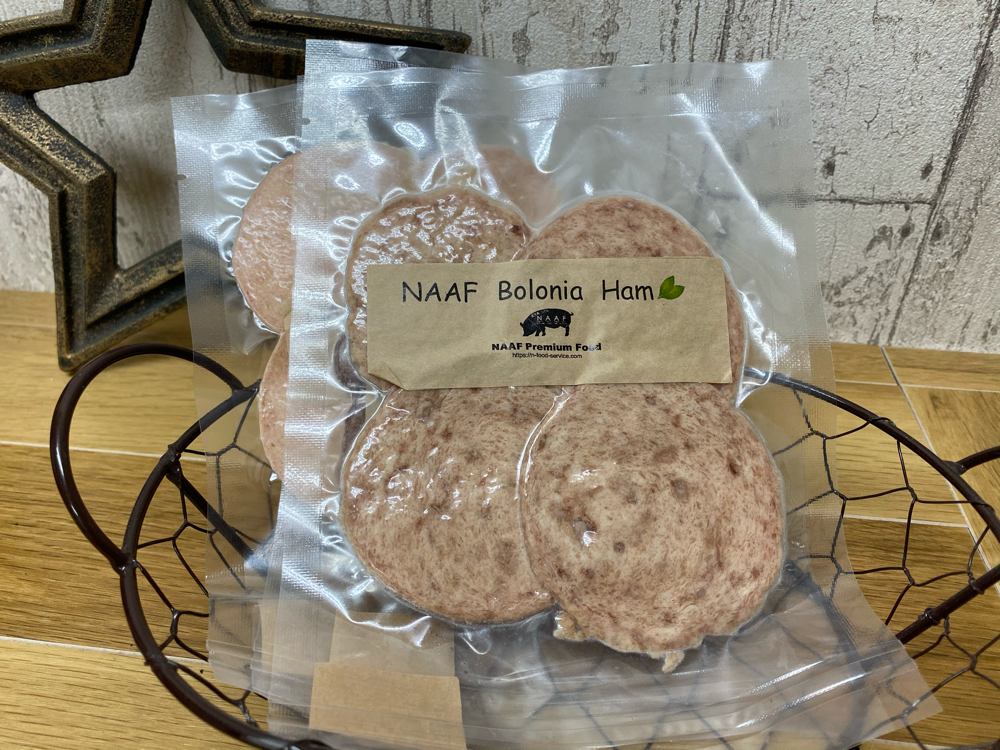 NAAF Bolonia Ham
NAAF
NAAF Premium Food
https://n-food-service.com